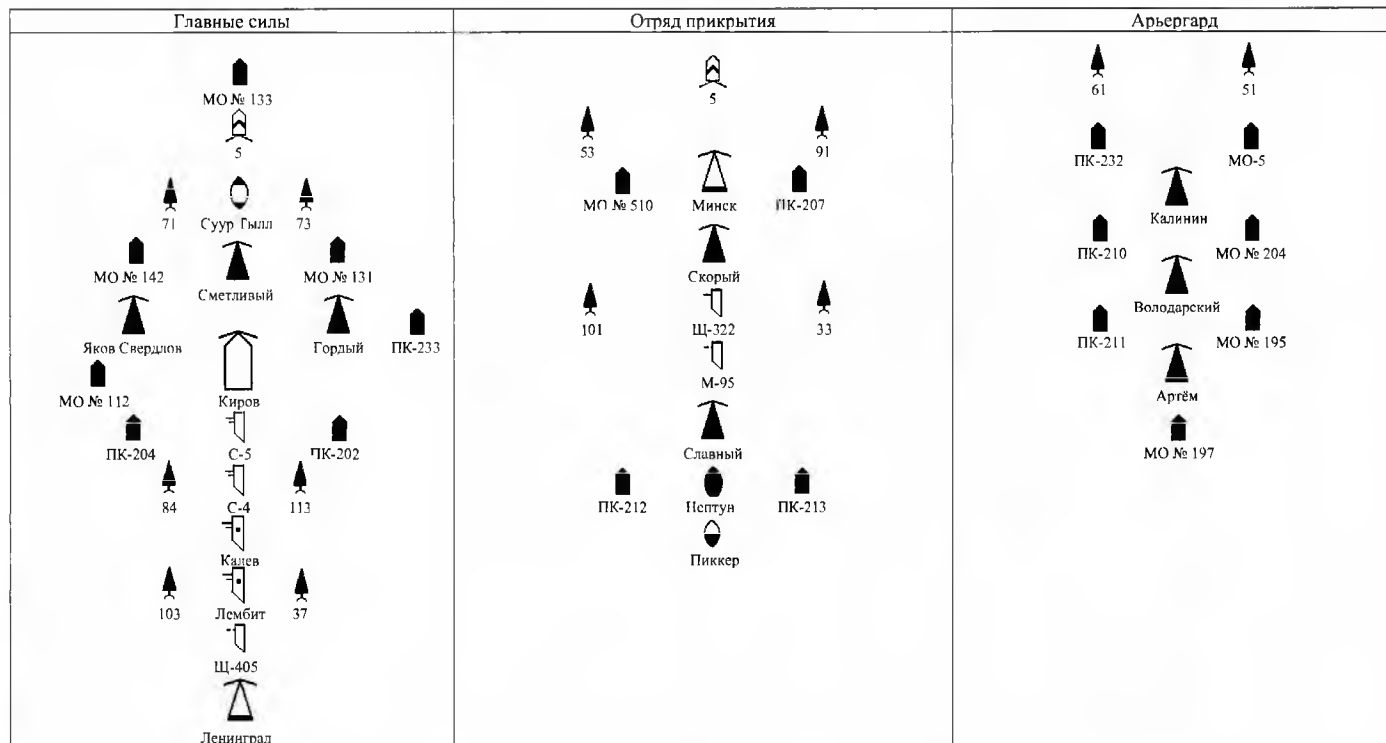 Главные силы
МО № 133
5
71
Суур Тылл
73
МО № 142
МО № 131
Сметливый
Яков Свердлов
Гордый
ПК-233
МО № 112
Киров
ПК-204
С-5
ПК-202
84
С-4
113
Калев
103
Лембит
37
Щ-405
Ленинград
Отряд прикрытия
5
53
91
МО № 510
Минск
ПК-207
Скорый
101
Щ-322
33
М-95
Славный
ПК-212
Нептун
ПК-213
Пиккер
Арьергард
61
51
ПК-232
МО-5
Калинин
ПК-210
МО № 204
Володарский
ПК-211
МО № 195
Артём
МО № 197